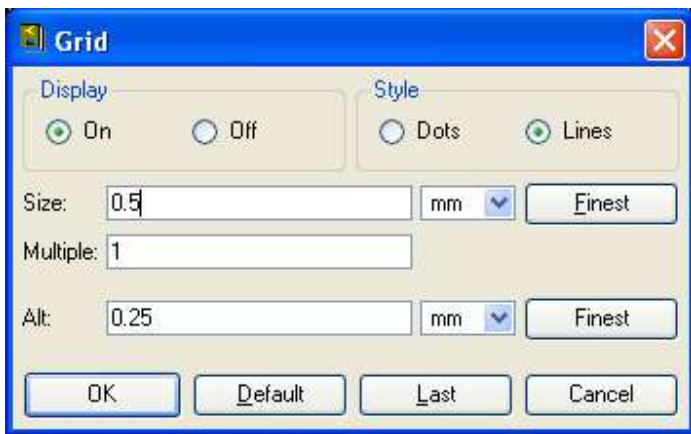 Grid
Display Style
On Off Dots Lines
Size: 0.5 mm Finest
Multiple: 1
Alt: 0.25 mm Finest
OK Default Last Cancel